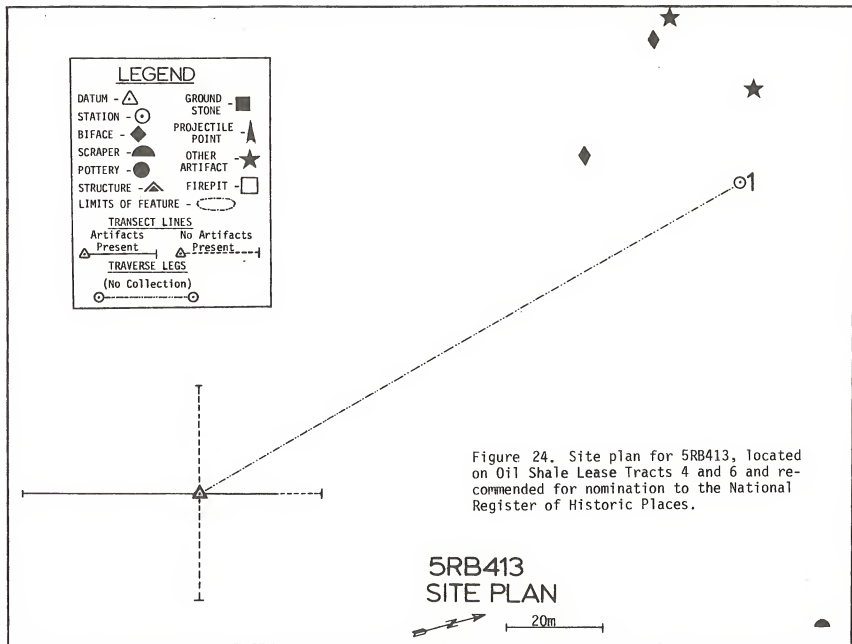 LEGEND
DATUM -
STATION -
BIFACE -
SCRAPER -
POTTERY -
STRUCTURE -
LIMITS OF FEATURE -
GROUND
STONE -
PROJECTILE
POINT -
OTHER
ARTIFACT -
FIREPIT -
TRANSECT LINES
Artifacts No Artifacts
Present Present
TRAVERSE LEGS
(No Collection)
1
Figure 24. Site plan for 5RB413, located
on Oil Shale Lease Tracts 4 and 6 and re-
commended for nomination to the National
Register of Historic Places.
5RB413
SITE PLAN
N
20m